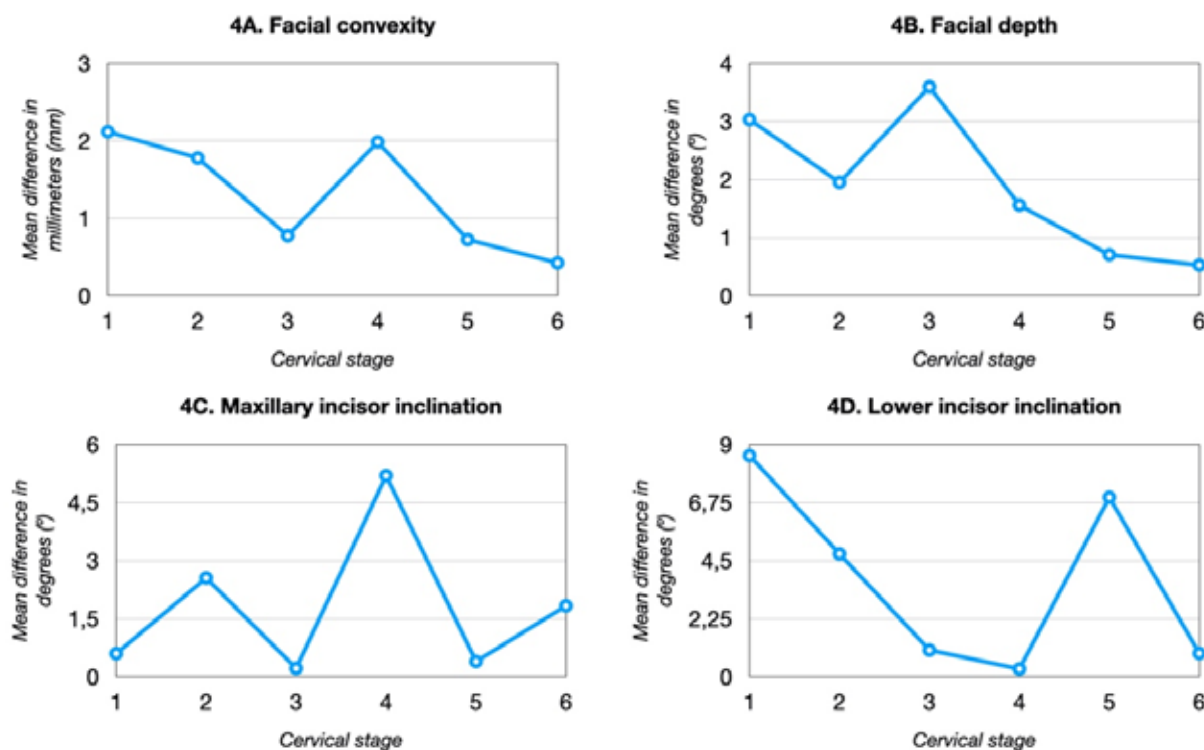 4A. Facial convexity
Mean difference in
millimeters (mm)
3
2
1
0
1 2 3 4 5 6
Cervical stage
4B. Facial depth
Mean difference in
degrees (º)
4
3
2
1
0
1 2 3 4 5 6
Cervical stage
4C. Maxillary incisor inclination
Mean difference in
degrees (º)
6
4,5
3
1,5
0
1 2 3 4 5 6
Cervical stage
4D. Lower incisor inclination
Mean difference in
degrees (º)
9
6,75
4,5
2,25
0
1 2 3 4 5 6
Cervical stage